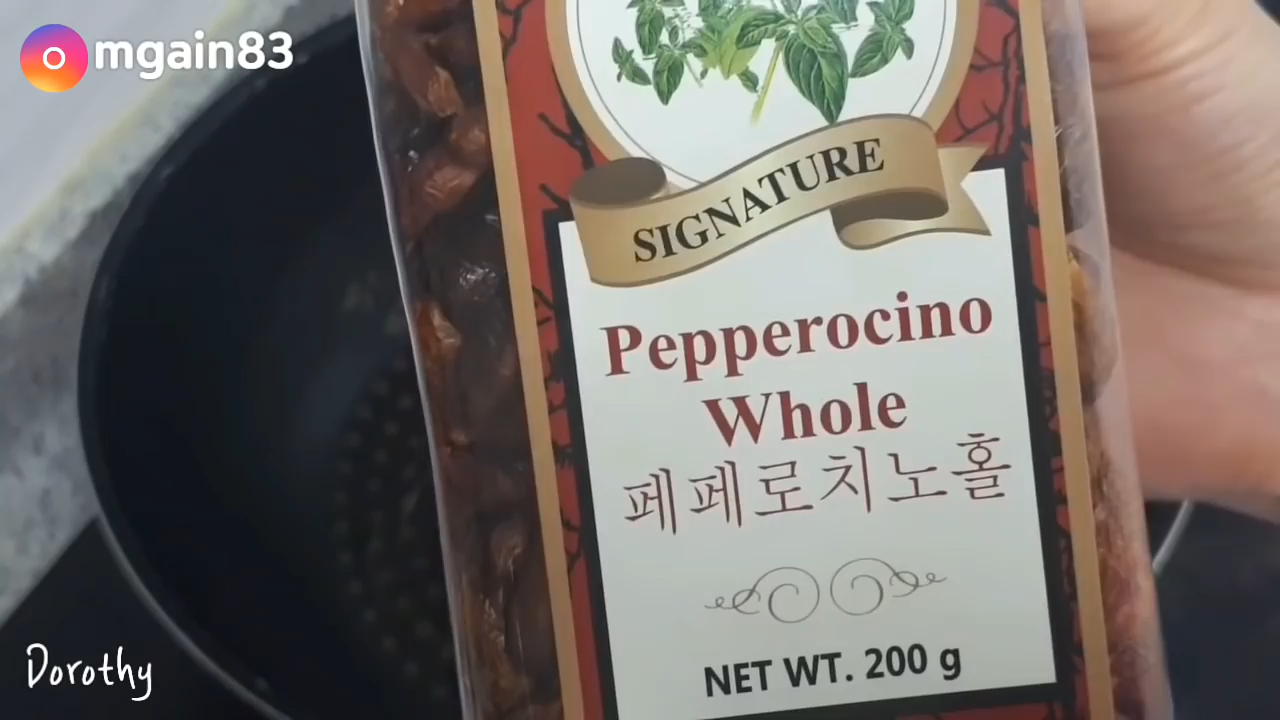 mgain83
SIGNATURE
Pepperocino
Whole
페페로치노홀
NET WT. 200 g
Dorothy